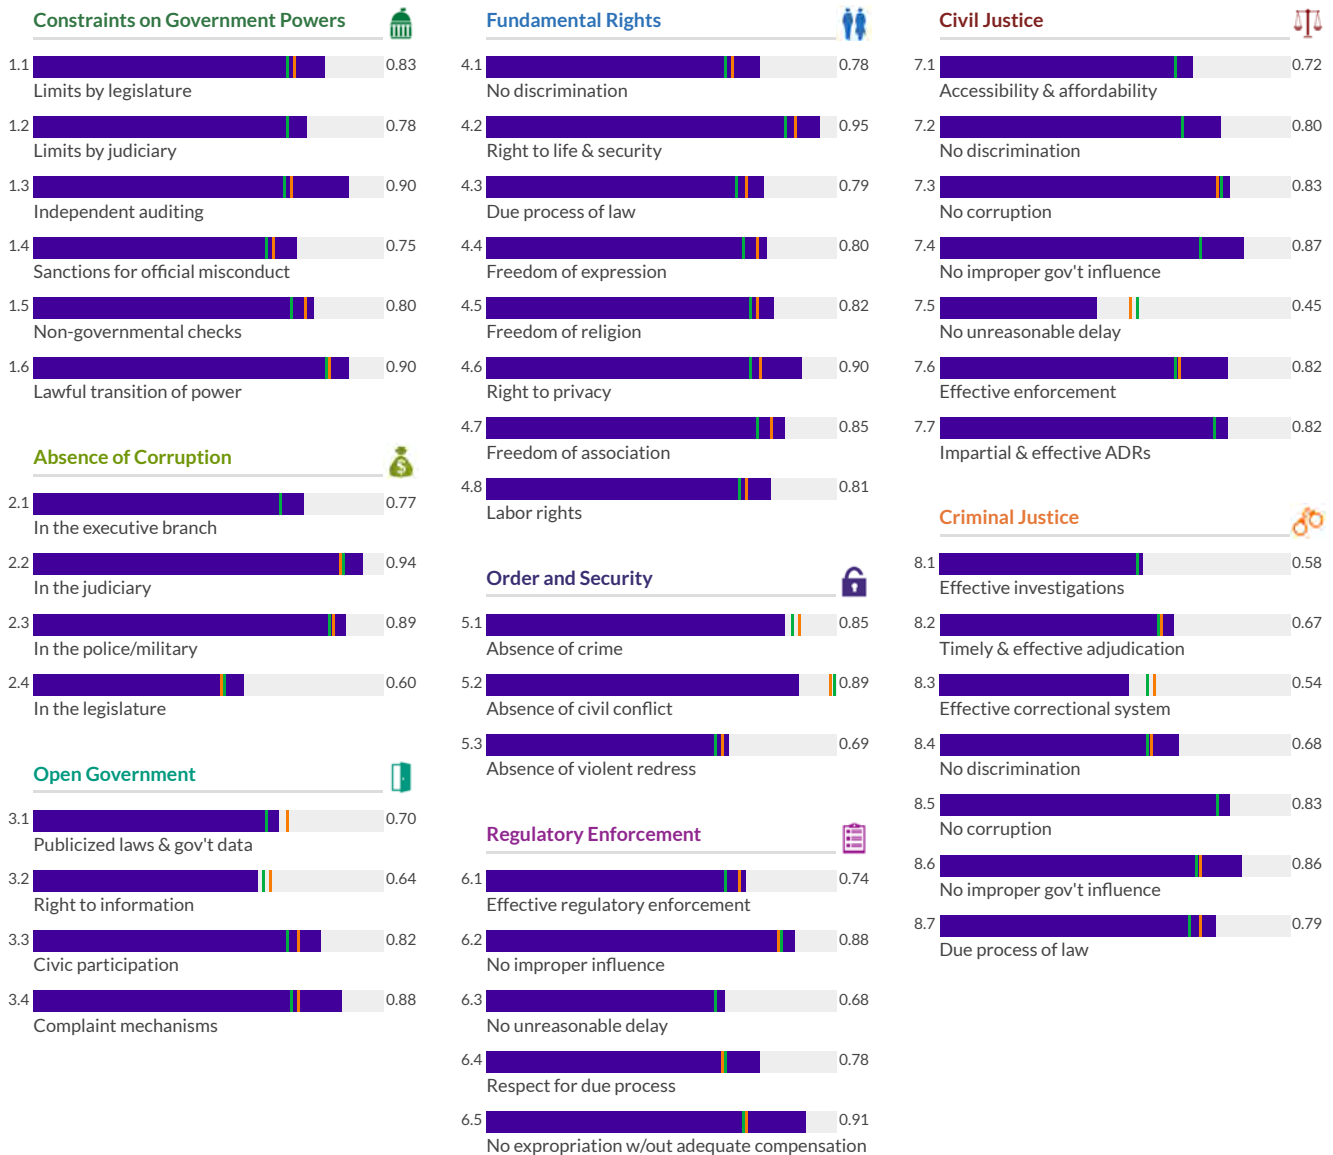 Constraints on Government Powers
1.1 0.83
Limits by legislature
1.2 0.78
Limits by judiciary
1.3 0.90
Independent auditing
1.4 0.75
Sanctions for official misconduct
1.5 0.80
Non-governmental checks
1.6 0.90
Lawful transition of power
Absence of Corruption
2.1 0.77
In the executive branch
2.2 0.94
In the judiciary
2.3 0.89
In the police/military
2.4 0.60
In the legislature
Open Government
3.1 0.70
Publicized laws & gov't data
3.2 0.64
Right to information
3.3 0.82
Civic participation
3.4 0.88
Complaint mechanisms
Fundamental Rights
4.1 0.78
No discrimination
4.2 0.95
Right to life & security
4.3 0.79
Due process of law
4.4 0.80
Freedom of expression
4.5 0.82
Freedom of religion
4.6 0.90
Right to privacy
4.7 0.85
Freedom of association
4.8 0.81
Labor rights
Order and Security
5.1 0.85
Absence of crime
5.2 0.89
Absence of civil conflict
5.3 0.69
Absence of violent redress
Regulatory Enforcement
6.1 0.74
Effective regulatory enforcement
6.2 0.88
No improper influence
6.3 0.68
No unreasonable delay
6.4 0.78
Respect for due process
6.5 0.91
No expropriation w/out adequate compensation
Civil Justice
7.1 0.72
Accessibility & affordability
7.2 0.80
No discrimination
7.3 0.83
No corruption
7.4 0.87
No improper gov't influence
7.5 0.45
No unreasonable delay
7.6 0.82
Effective enforcement
7.7 0.82
Impartial & effective ADRs
Criminal Justice
8.1 0.58
Effective investigations
8.2 0.67
Timely & effective adjudication
8.3 0.54
Effective correctional system
8.4 0.68
No discrimination
8.5 0.83
No corruption
8.6 0.86
No improper gov't influence
8.7 0.79
Due process of law